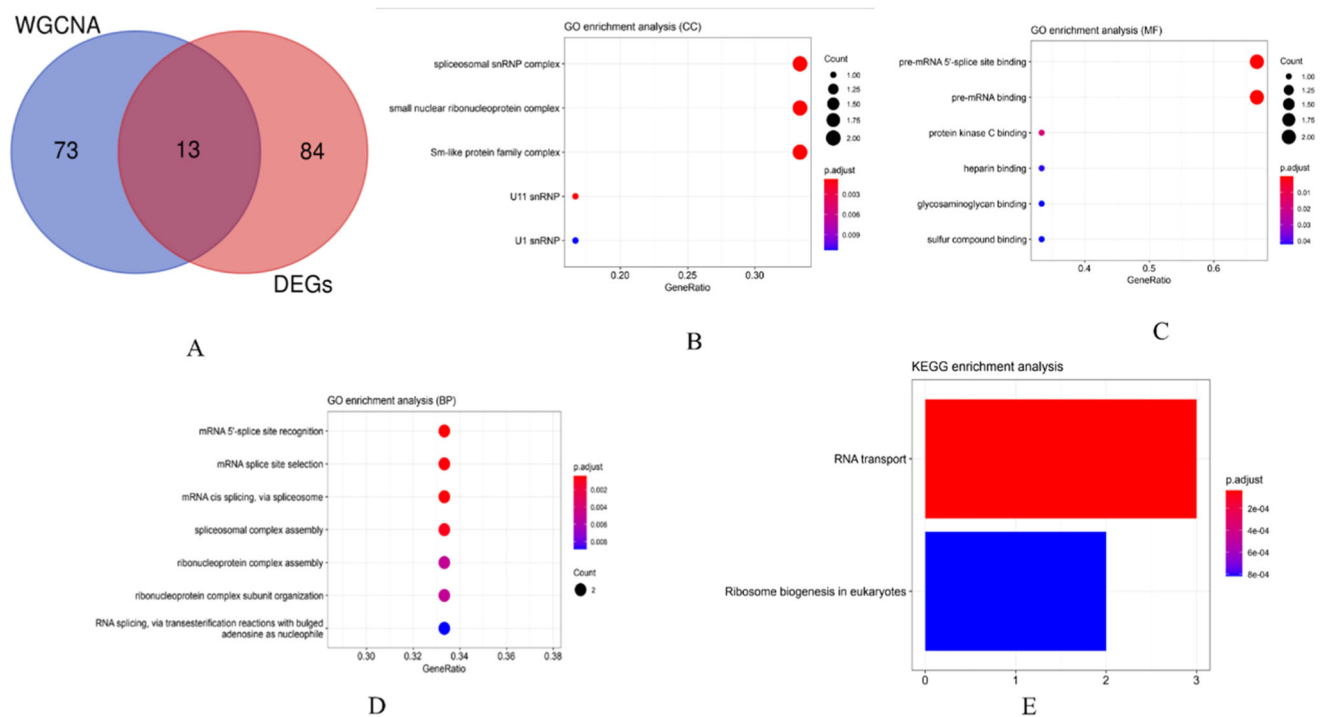 WGCNA
73
13
84
DEGs
A
GO enrichment analysis (CC)
spliceosomal snRNP complex
small nuclear ribonucleoprotein complex
Sm-like protein family complex
U11 snRNP
U1 snRNP
0.20
0.25
0.30
GeneRatio
Count
1.00
1.25
1.50
1.75
2.00
p.adjust
0.003
0.006
0.009
B
GO enrichment analysis (MF)
pre-mRNA 5'-splice site binding
pre-mRNA binding
protein kinase C binding
heparin binding
glycosaminoglycan binding
sulfur compound binding
0.4
0.5
0.6
GeneRatio
Count
1.00
1.25
1.50
1.75
2.00
p.adjust
0.01
0.02
0.03
0.04
C
GO enrichment analysis (BP)
mRNA 5'-splice site recognition
mRNA splice site selection
mRNA cis splicing, via spliceosome
spliceosomal complex assembly
ribonucleoprotein complex assembly
ribonucleoprotein complex subunit organization
RNA splicing, via transesterification reactions with bulged
adenosine as nucleophile
0.30
0.32
0.34
0.36
0.38
GeneRatio
p.adjust
0.002
0.004
0.006
0.008
Count
2
D
KEGG enrichment analysis
RNA transport
Ribosome biogenesis in eukaryotes
0
1
2
3
p.adjust
2e-04
4e-04
6e-04
8e-04
E